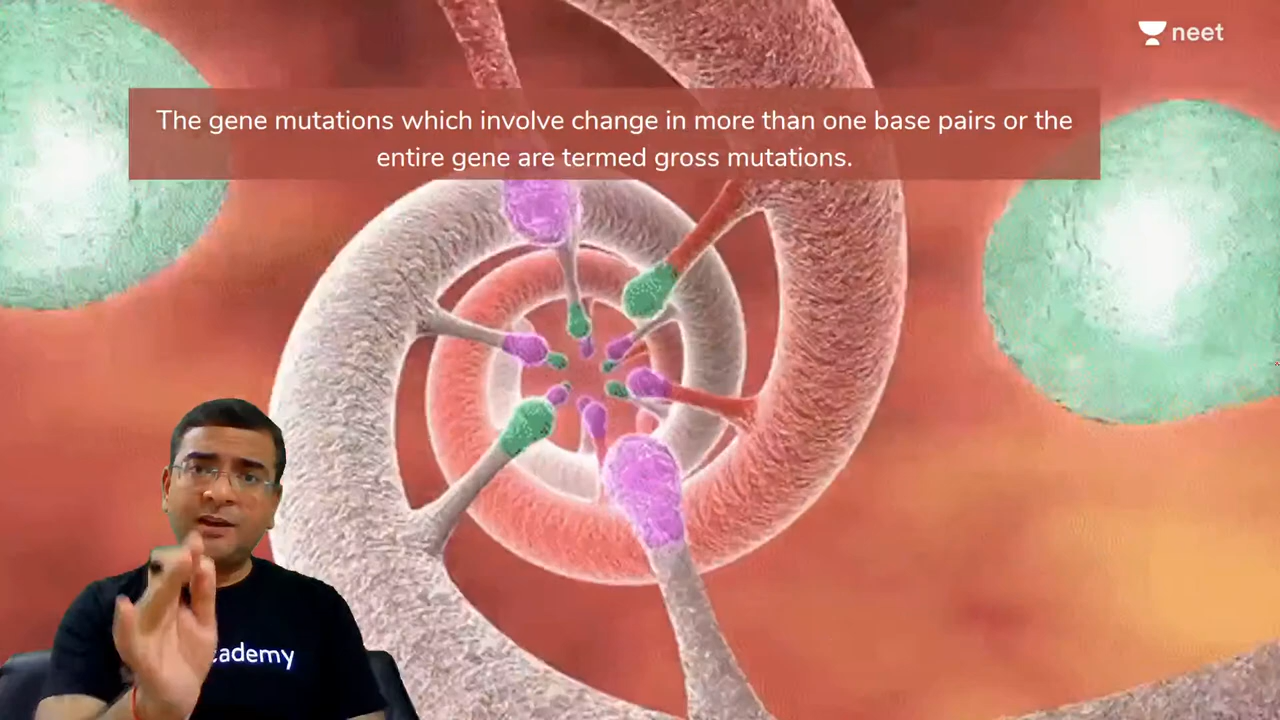 neet
The gene mutations which involve change in more than one base pairs or the
entire gene are termed gross mutations.
cademy